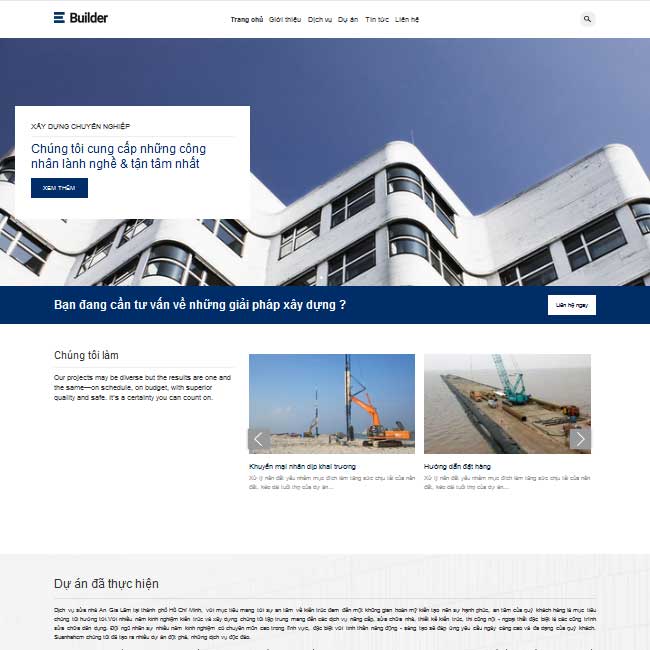 Builder
Trang chủ Giới thiệu Dịch vụ Dự án Tin tức Liên hệ
XÂY DỰNG CHUYÊN NGHIỆP
Chúng tôi cung cấp những công
nhân lành nghề & tận tâm nhất
XEM THÊM
Bạn đang cần tư vấn về những giải pháp xây dựng ?
Liên hệ ngay
Chúng tôi làm
Our projects may be diverse but the results are one and
the same—on schedule, on budget, with superior
quality and safe. It's a certainty you can count on.
Khuyến mại nhân dịp khai trương
Xử lý nền đất yếu nhằm mục đích làm tăng sức chịu tải của nền
đất, kéo dài tuổi thọ của dự án...
Hướng dẫn đặt hàng
Xử lý nền đất yếu nhằm mục đích làm tăng sức chịu tải của nền
đất, kéo dài tuổi thọ của dự án...
Dự án đã thực hiện
Dịch vụ sửa nhà An Gia Lâm tại thành phố Hồ Chí Minh, với mục tiêu mang tới sự an tâm về kiến trúc đem đến một không gian hoàn mỹ kiến tạo nên sự hạnh phúc, an tâm của quý khách hàng là mục tiêu
chúng tôi hướng tới.Với nhiều năm kinh nghiệm kiến trúc và xây dựng chúng tôi tập trung mang đến các dịch vụ nâng cấp, sửa chữa nhà, thiết kế kiến trúc, thi công nội - ngoại thất đặc biệt là các công trình
sửa chữa dân dụng. Đội ngũ nhân sự nhiều năm kinh nghiệm có chuyên môn cao trong lĩnh vực, đặc biệt với tinh thần năng động - sáng tạo sẽ đáp ứng yêu cầu ngày càng cao và đa dạng của quý khách.
Suanhahcm chúng tôi đã tạo ra nhiều dự án đột phá, những dịch vụ độc đáo.